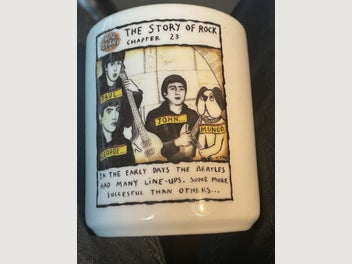 THE STORY OF ROCK
CHAPTER 23
PAUL...
JOHN...
MUNGO
GEORGE...
IN THE EARLY DAYS THE BEATLES
HAD MANY LINE-UPS. SOME MORE
SUCCESFUL THAN OTHERS...